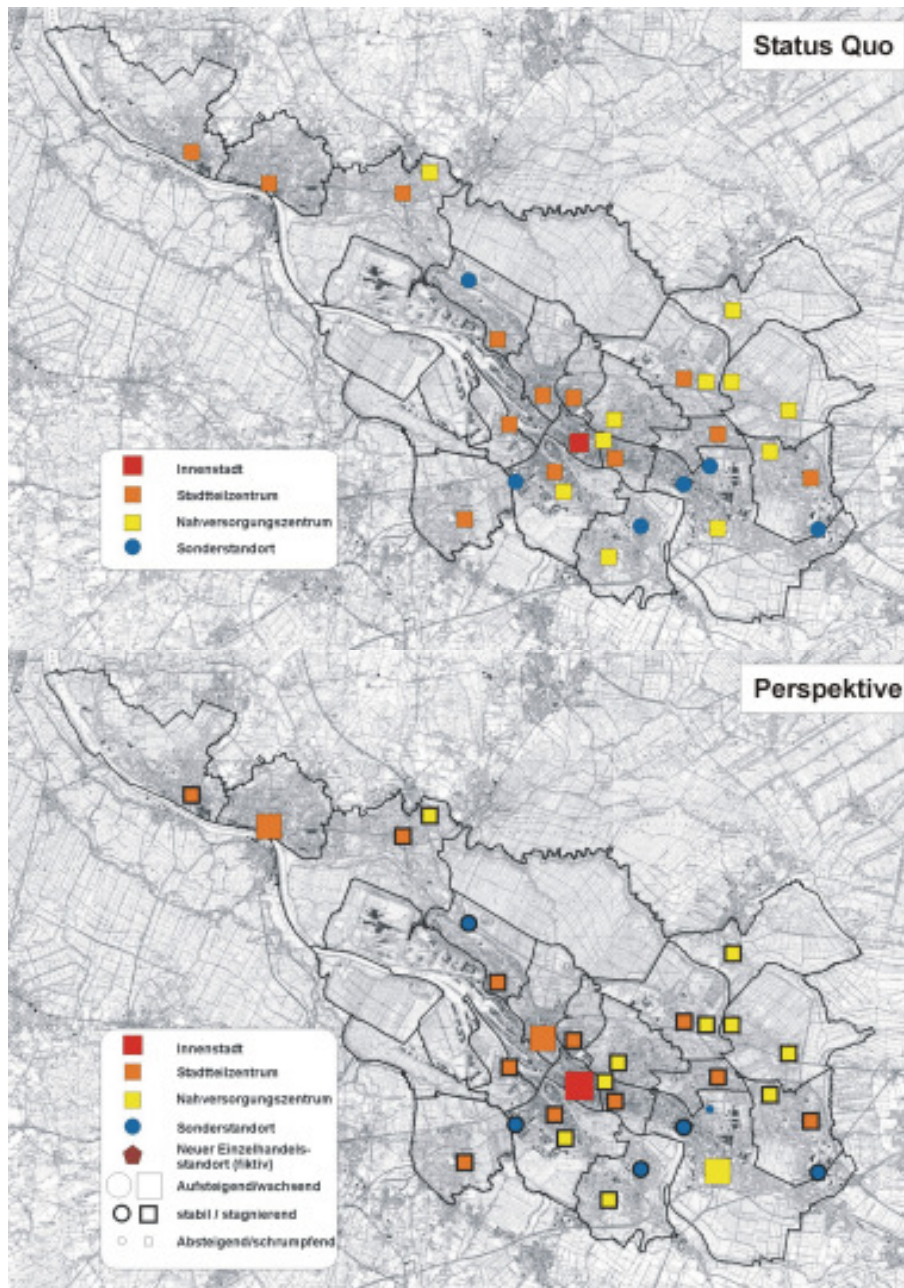 Status Quo
Innenstadt
Stadtteilzentrum
Nahversorgungszentrum
Sonderstandort
Perspektive
Innenstadt
Stadtteilzentrum
Nahversorgungszentrum
Sonderstandort
Neuer Einzelhandels-
standort (fiktiv)
Aufsteigend/wachsend
stabil / stagnierend
Absteigend/schrumpfend